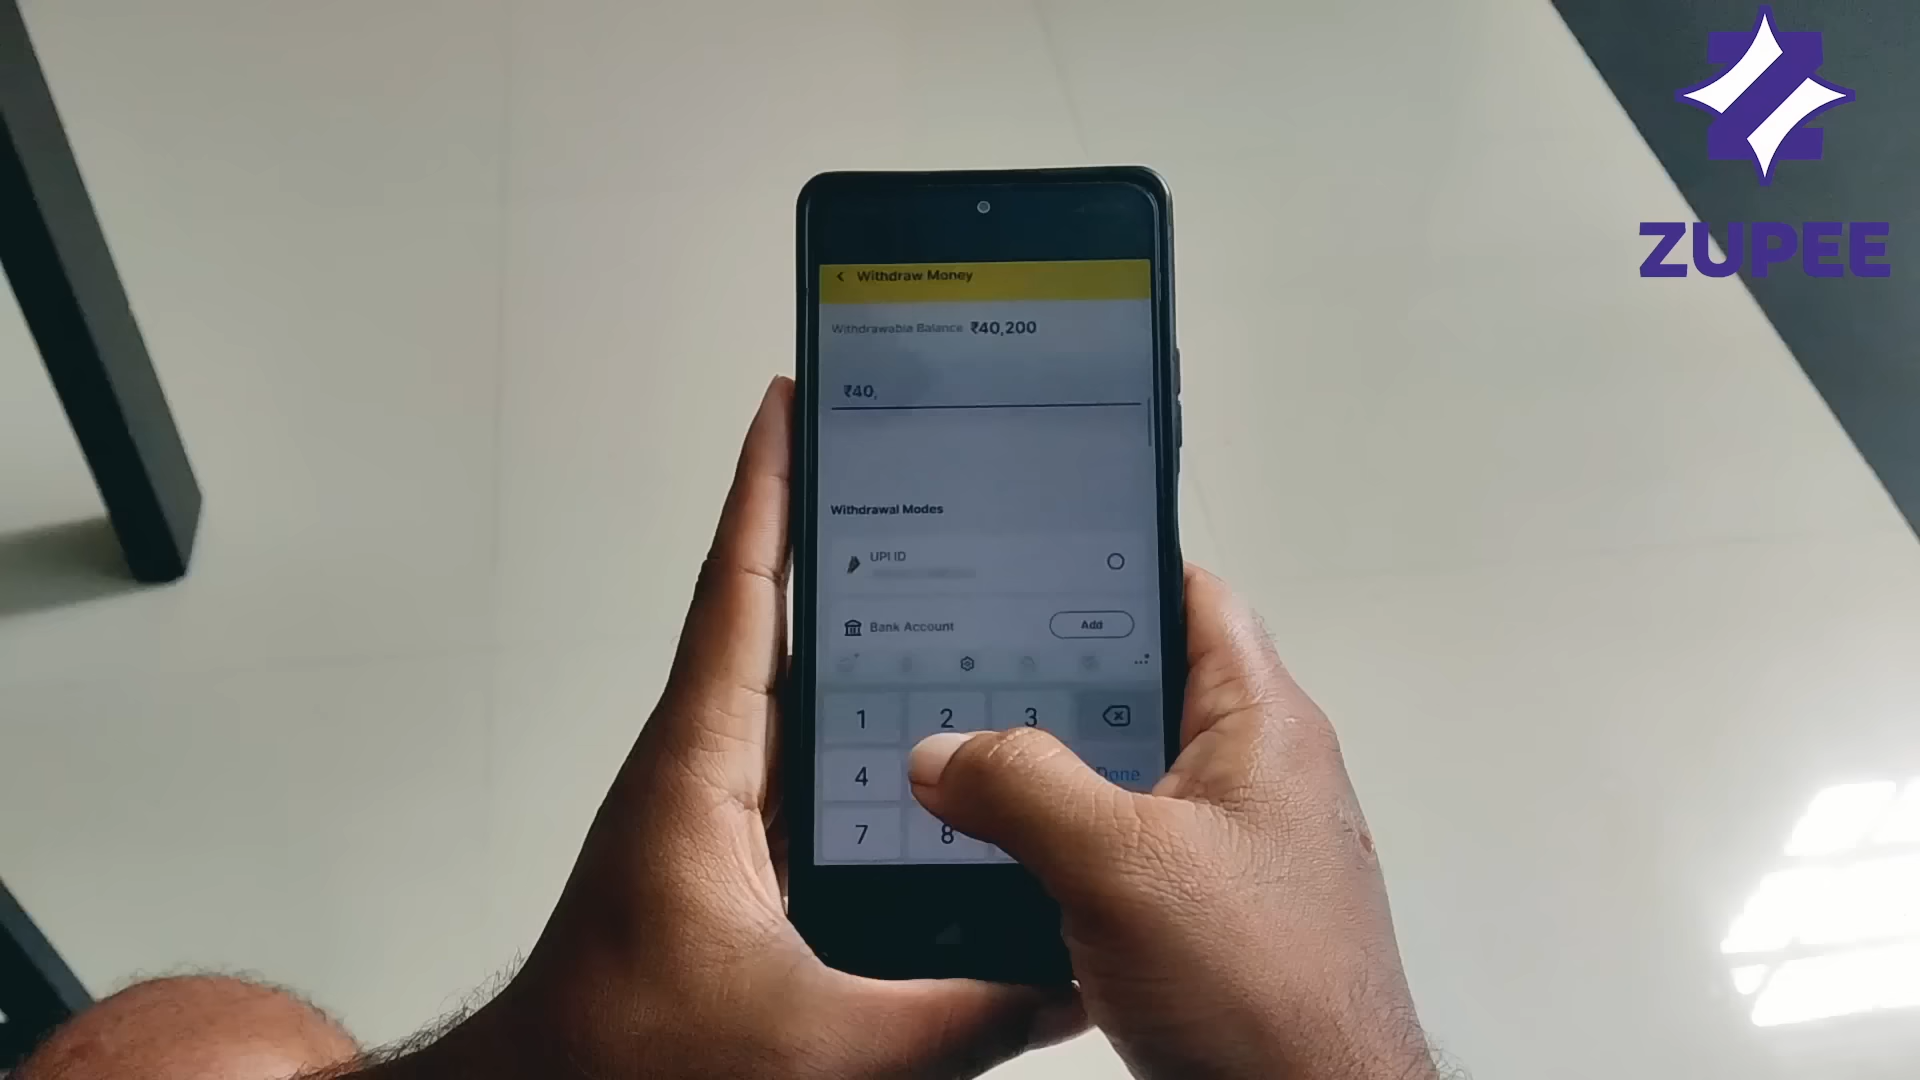 ZUPEE
Withdraw Money
Withdrawable Balance ₹40,200
₹40,
Withdrawal Modes
UPI ID
Bank Account Add
1 2 3
4 Done
7 8